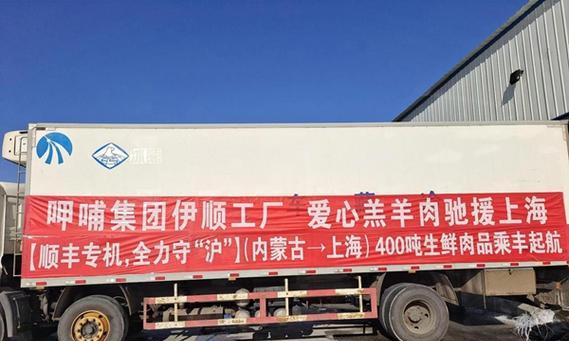 呷哺集团伊顺工厂 爱心羔羊肉驰援上海
【顺丰专机,全力守“沪”】(内蒙古→上海)400吨生鲜肉品乘丰起航